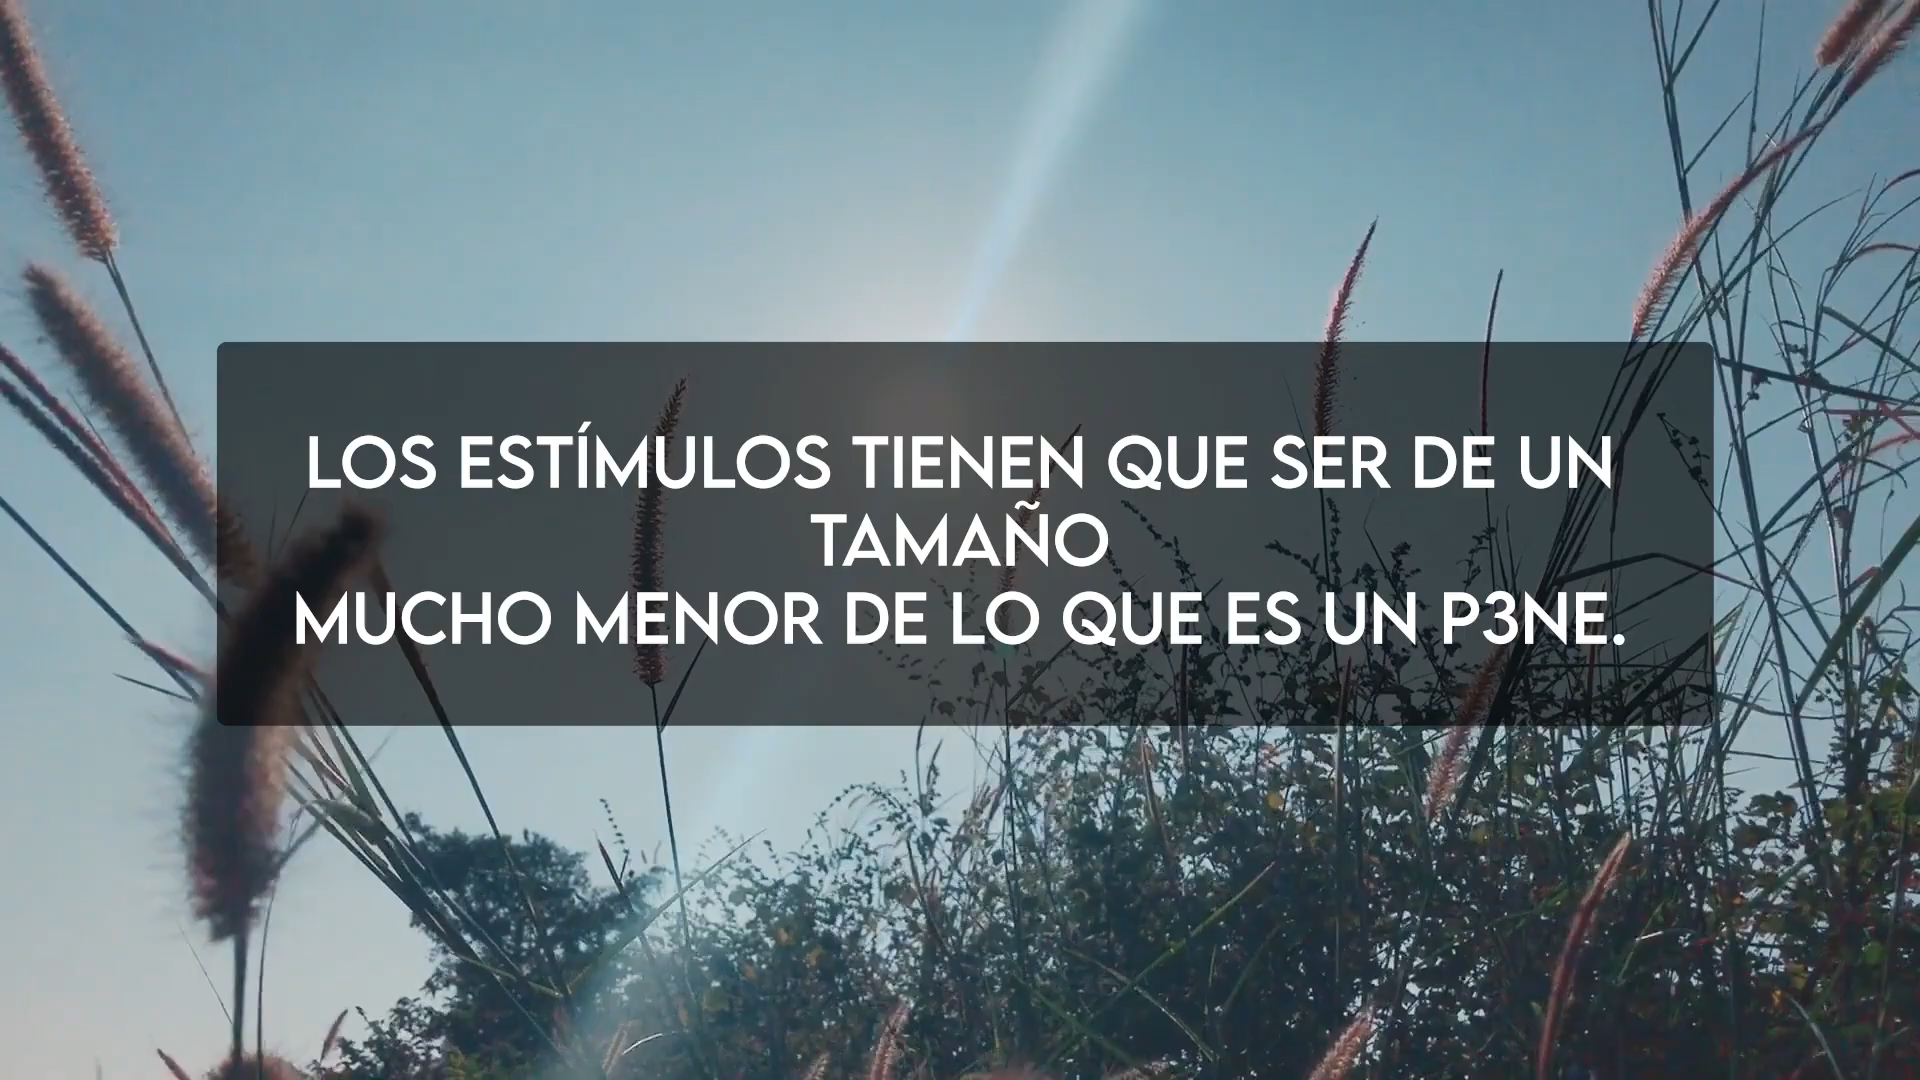 LOS ESTÍMULOS TIENEN QUE SER DE UN
TAMAÑO
MUCHO MENOR DE LO QUE ES UN P3NE.